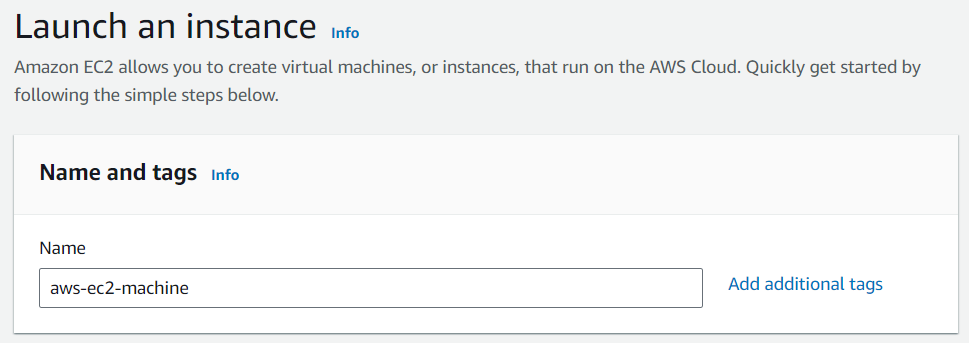 Launch an instance Info
Amazon EC2 allows you to create virtual machines, or instances, that run on the AWS Cloud. Quickly get started by
following the simple steps below.
Name and tags Info
Name
aws-ec2-machine Add additional tags